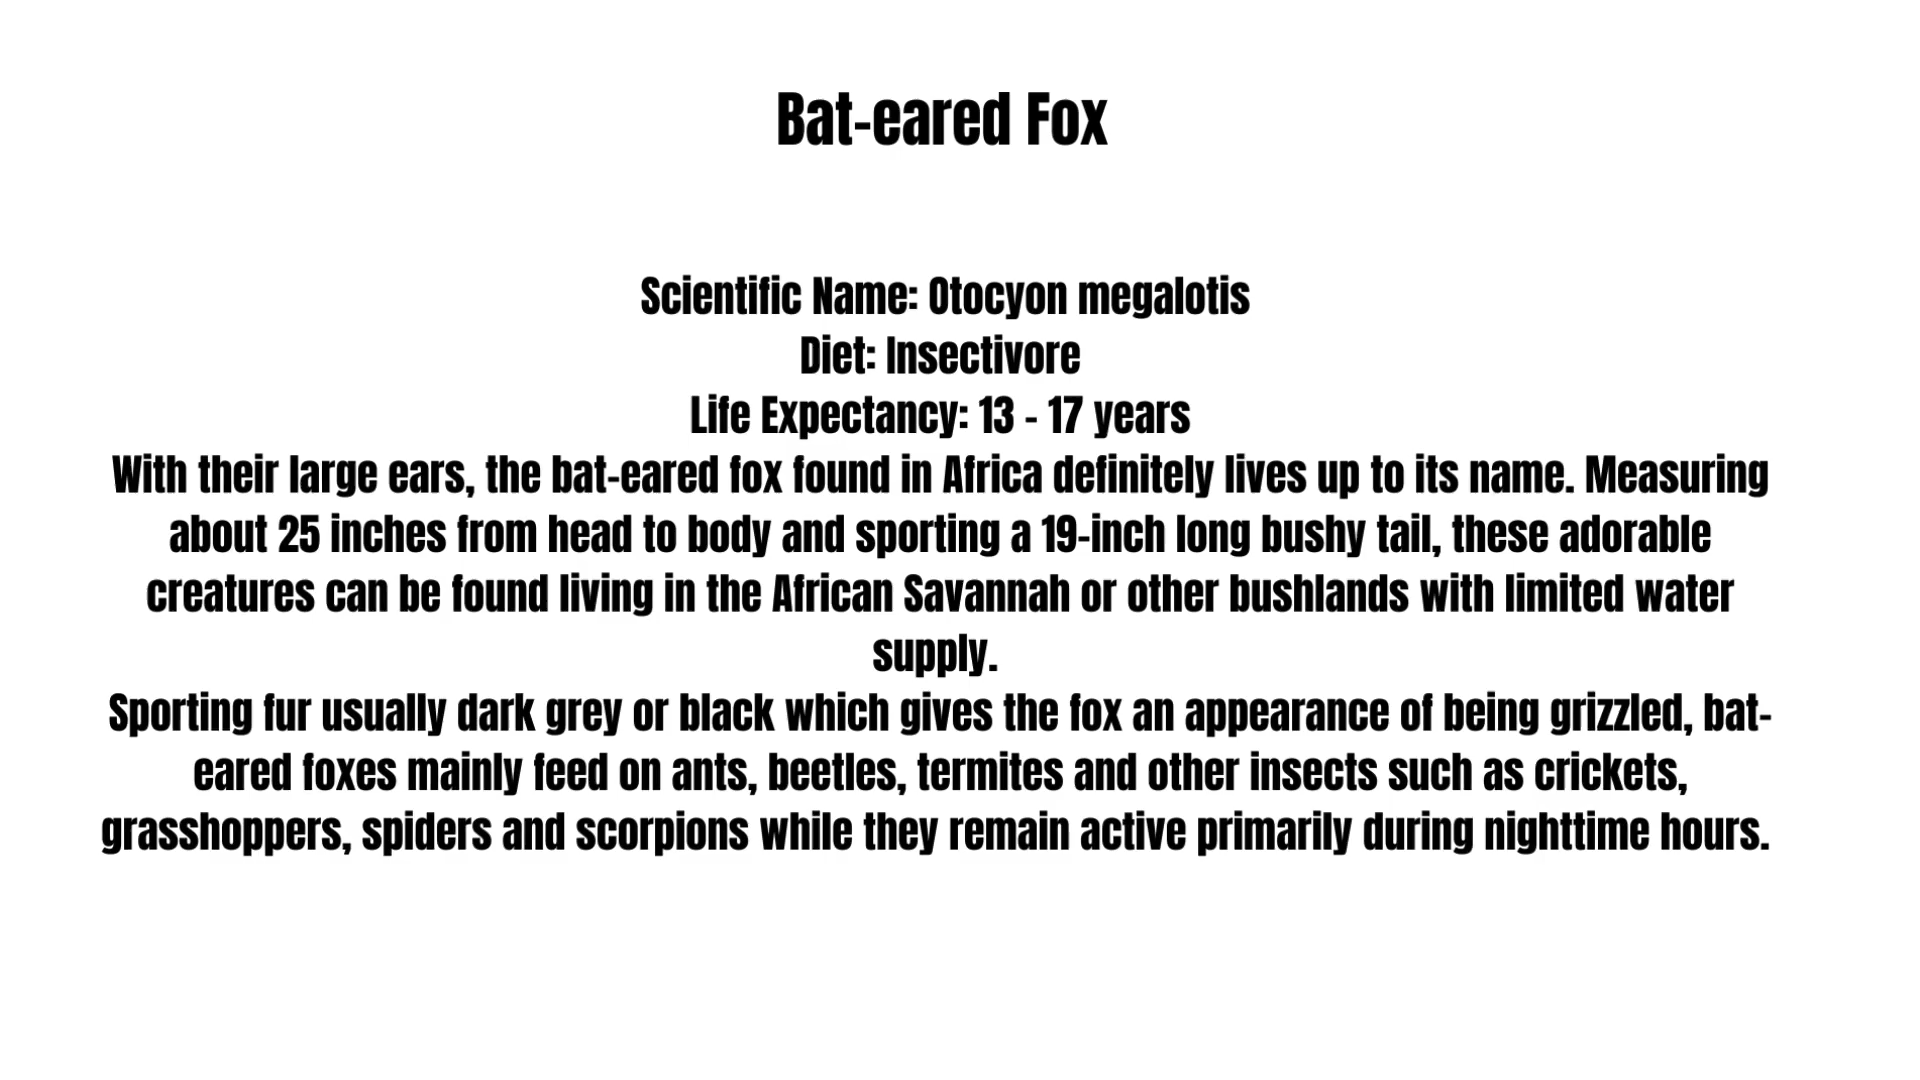 Bat-eared Fox
Scientific Name: Otocyon megalotis
Diet: Insectivore
Life Expectancy: 13 - 17 years
With their large ears, the bat-eared fox found in Africa definitely lives up to its name. Measuring
about 25 inches from head to body and sporting a 19-inch long bushy tail, these adorable
creatures can be found living in the African Savannah or other bushlands with limited water
supply.
Sporting fur usually dark grey or black which gives the fox an appearance of being grizzled, bat-
eared foxes mainly feed on ants, beetles, termites and other insects such as crickets,
grasshoppers, spiders and scorpions while they remain active primarily during nighttime hours.